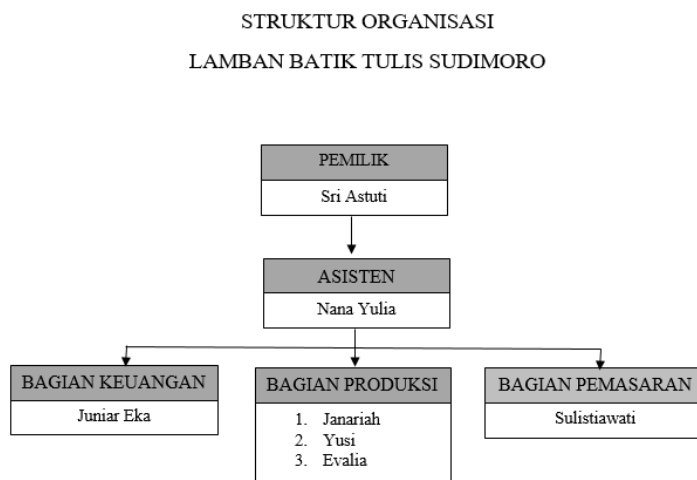 STRUKTUR ORGANISASI
LAMBAN BATIK TULIS SUDIMORO
PEMILIK
Sri Astuti
ASISTEN
Nana Yulia
BAGIAN KEUANGAN
Juniar Eka
BAGIAN PRODUKSI
1. Janariah
2. Yusi
3. Evalia
BAGIAN PEMASARAN
Sulistiawati